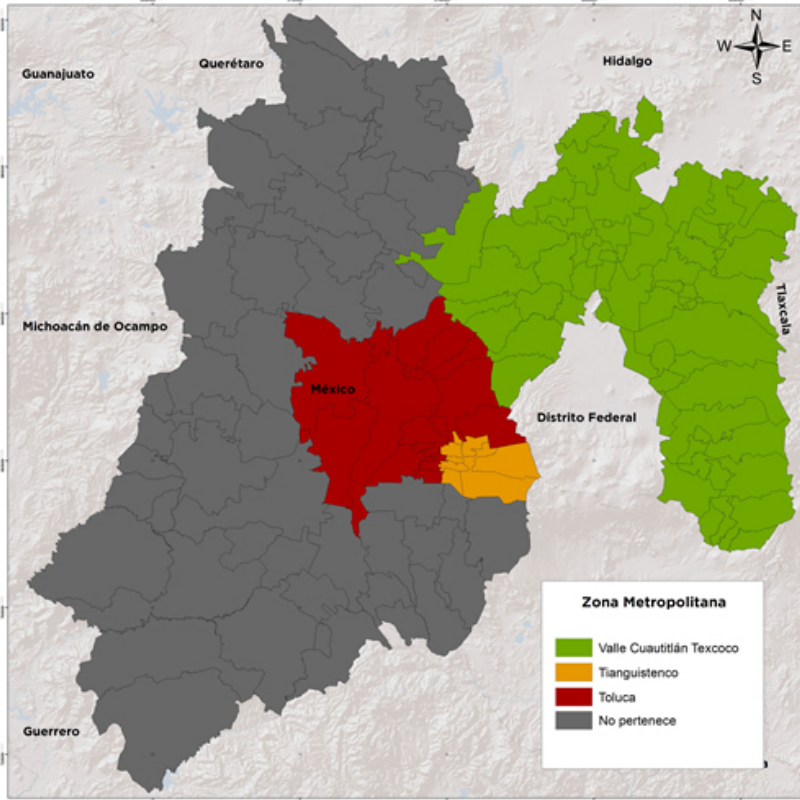 N
W E
S
Guanajuato
Querétaro
Hidalgo
Tlaxcala
Michoacán de Ocampo
México
Distrito Federal
Guerrero
Zona Metropolitana
Valle Cuautitlán Texcoco
Tianguistenco
Toluca
No pertenece